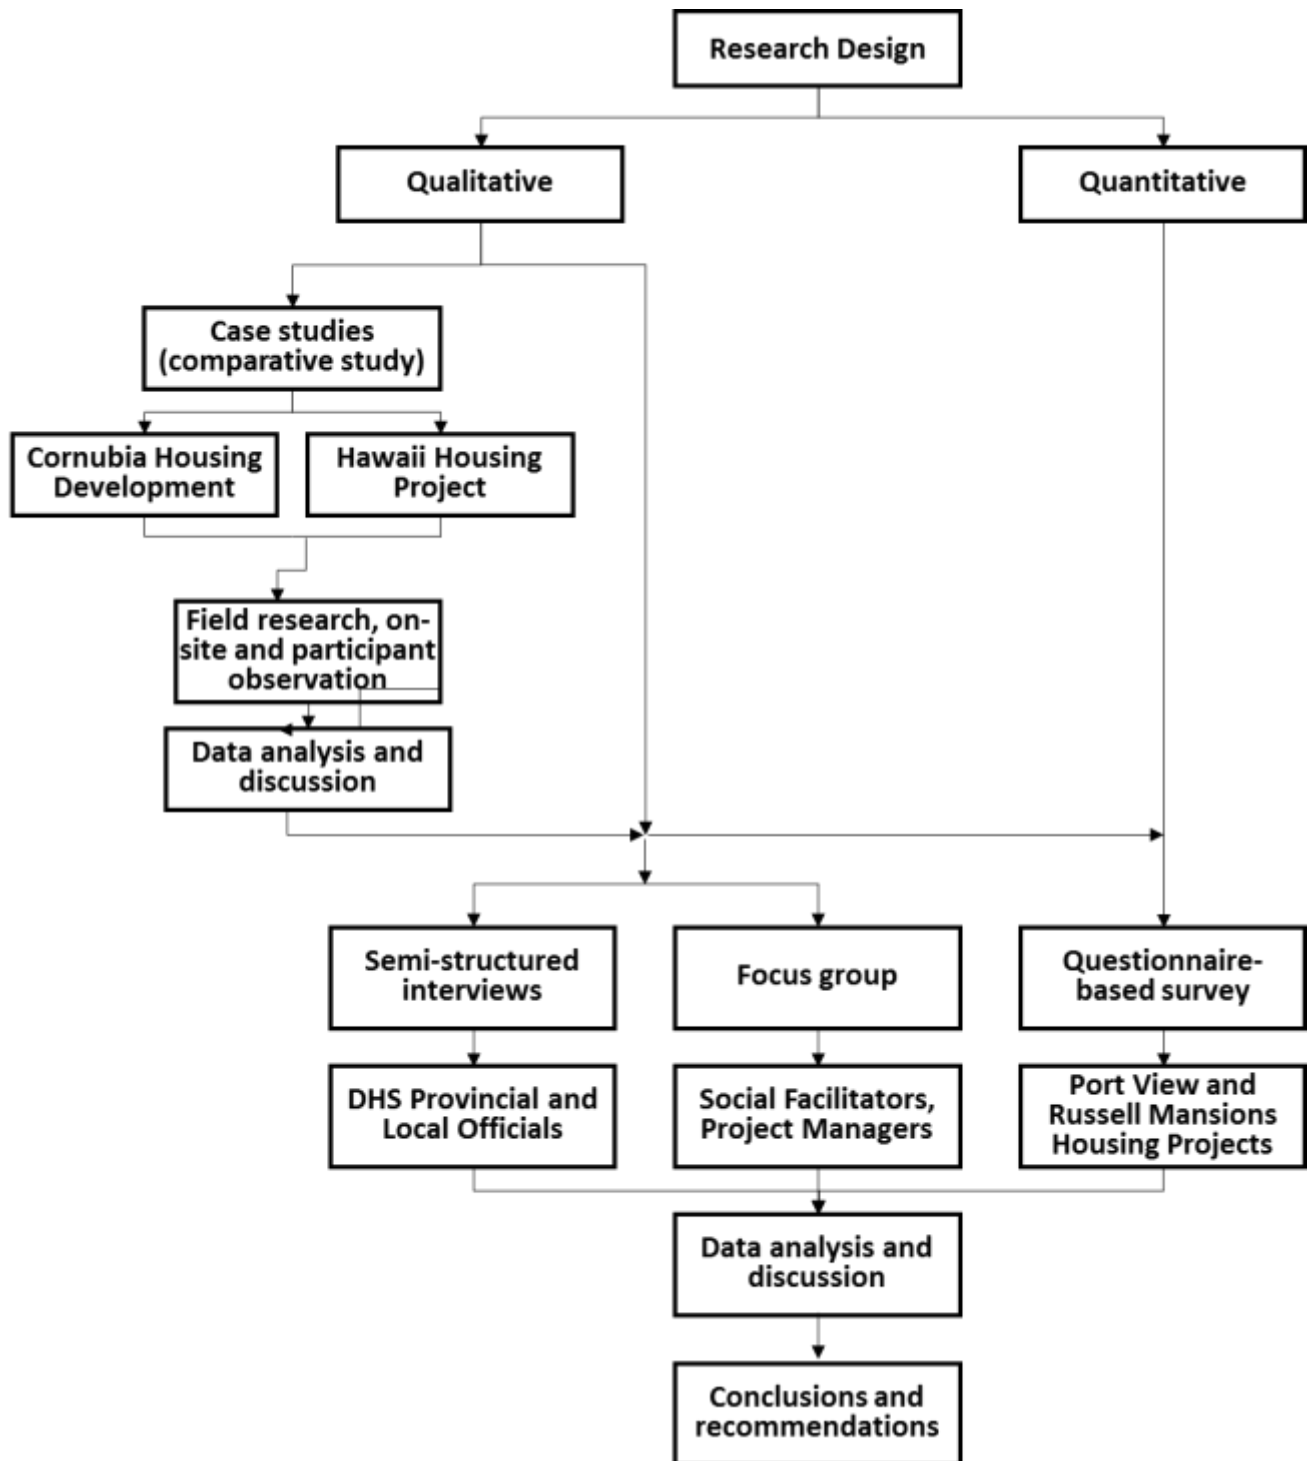 Research Design
Qualitative
Quantitative
Case studies
(comparative study)
Cornubia Housing
Development
Hawaii Housing
Project
Field research, on-
site and participant
observation
Data analysis and
discussion
Semi-structured
interviews
Focus group
Questionnaire-
based survey
DHS Provincial and
Local Officials
Social Facilitators,
Project Managers
Port View and
Russell Mansions
Housing Projects
Data analysis and
discussion
Conclusions and
recommendations